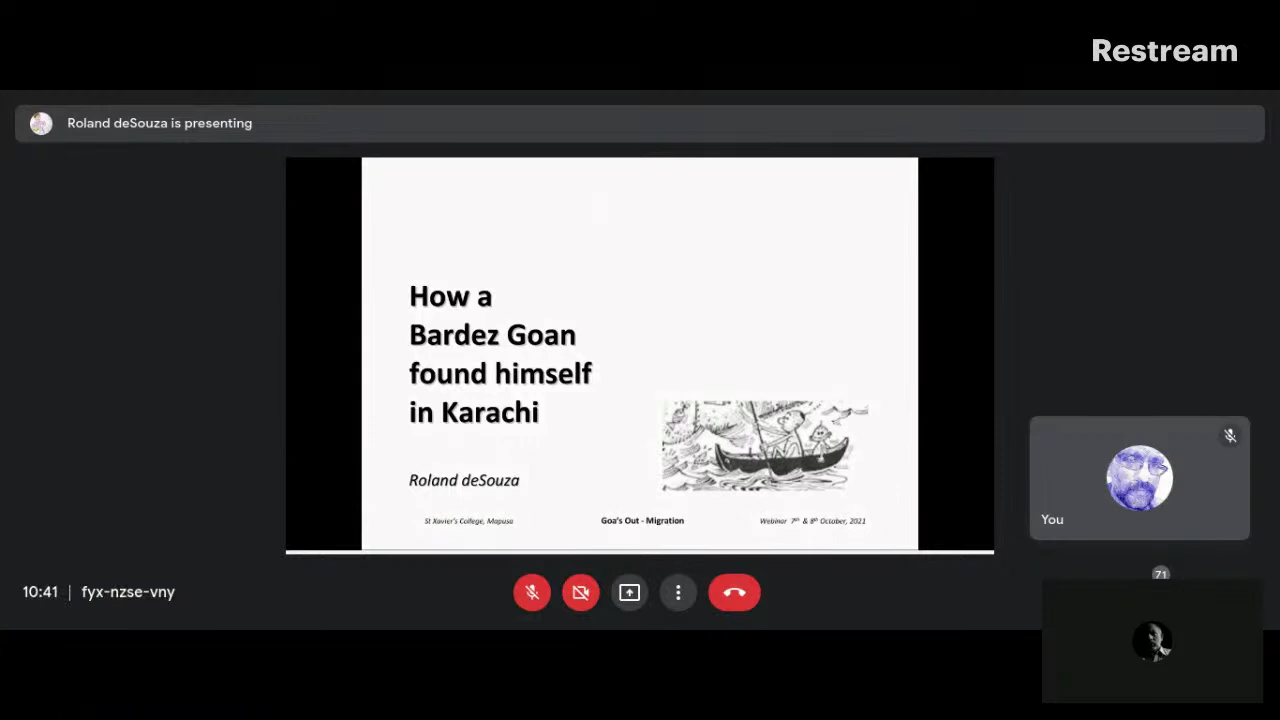 Restream
Roland deSouza is presenting
How a
Bardez Goan
found himself
in Karachi
Roland deSouza
St Xavier's College, Mapusa
Goa's Out - Migration
Webinar 7th & 8th October, 2021
You
71
10:41 | fyx-nzse-vny